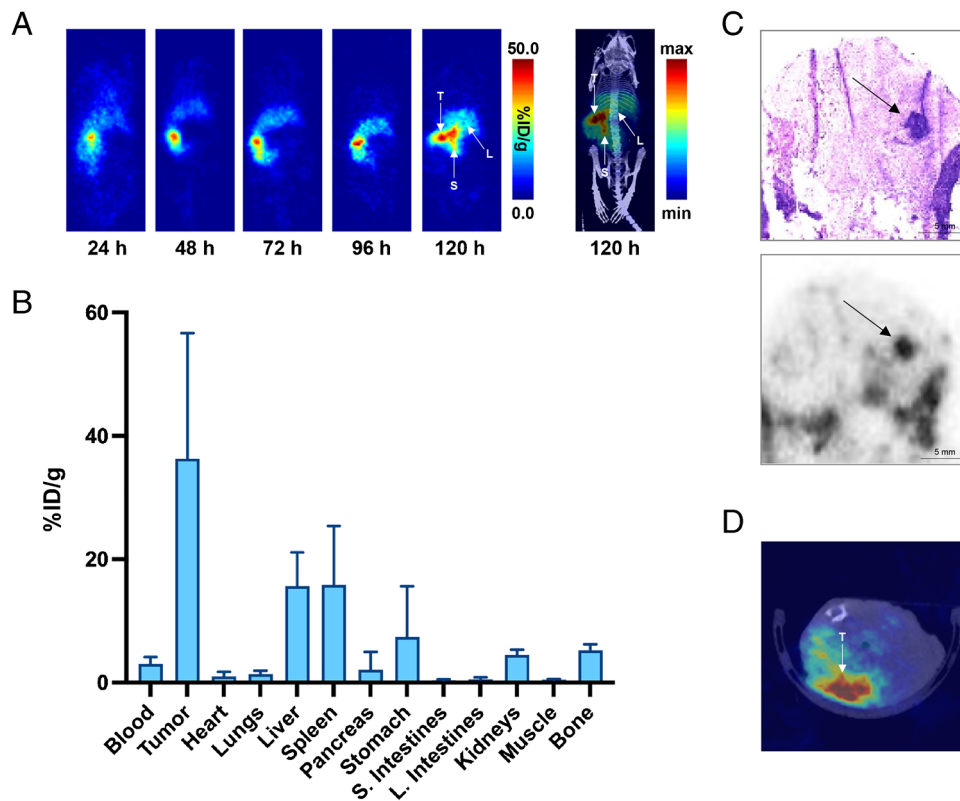 A
50.0
%ID/g
0.0
T
S
L
24 h
48 h
72 h
96 h
120 h
T
L
S
max
min
120 h
B
60
40
20
0
%ID/g
Blood
Tumor
Heart
Lungs
Liver
Spleen
Pancreas
Stomach
S. Intestines
L. Intestines
Kidneys
Muscle
Bone
C
5 mm
5 mm
D
T